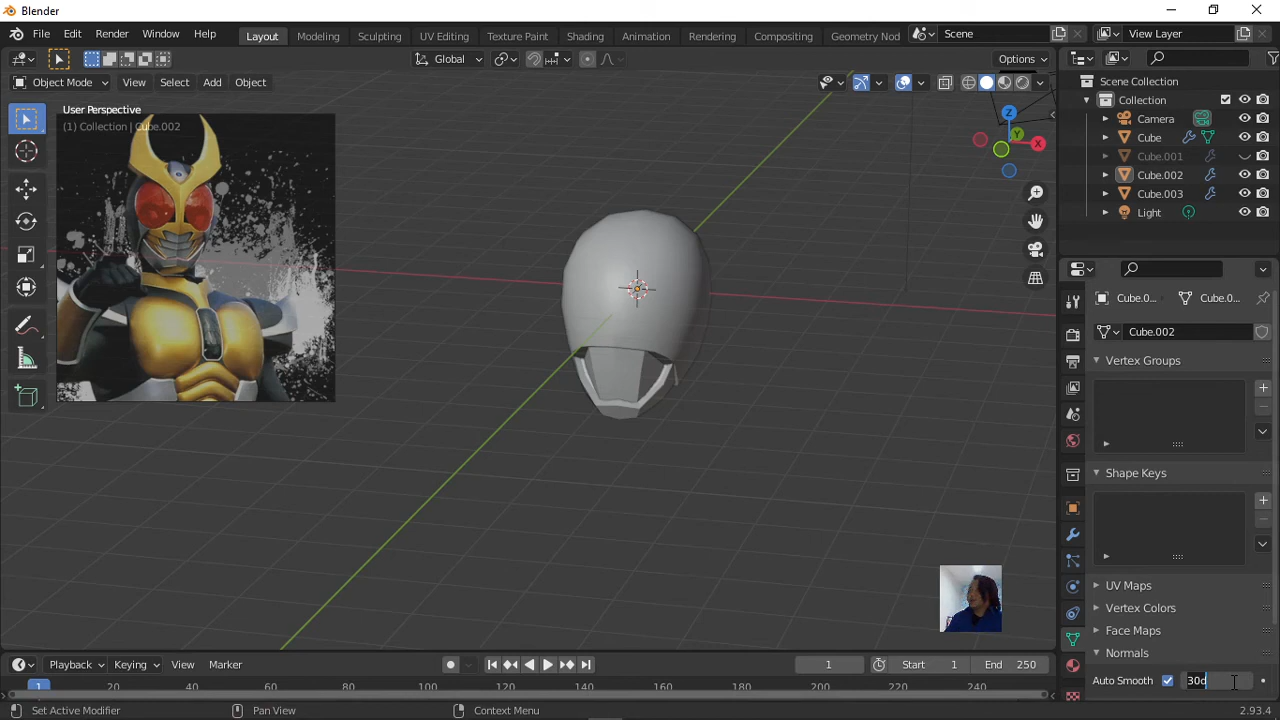 Blender
File Edit Render Window Help
Layout Modeling Sculpting UV Editing Texture Paint Shading Animation Rendering Compositing Geometry Nod
Scene
View Layer
Global
Options
Object Mode View Select Add Object
User Perspective
(1) Collection | Cube.002
Z
Y
X
Scene Collection
Collection
Camera
Cube
Cube.001
Cube.002
Cube.003
Light
Cube.0... Cube.0...
Cube.002
Vertex Groups
Shape Keys
UV Maps
Vertex Colors
Face Maps
Normals
Auto Smooth 30d
Playback Keying View Marker
1 Start 1 End 250
1 20 40 60 80 100 120 140 160 180 200 220 240
Set Active Modifier Pan View Context Menu 2.93.4